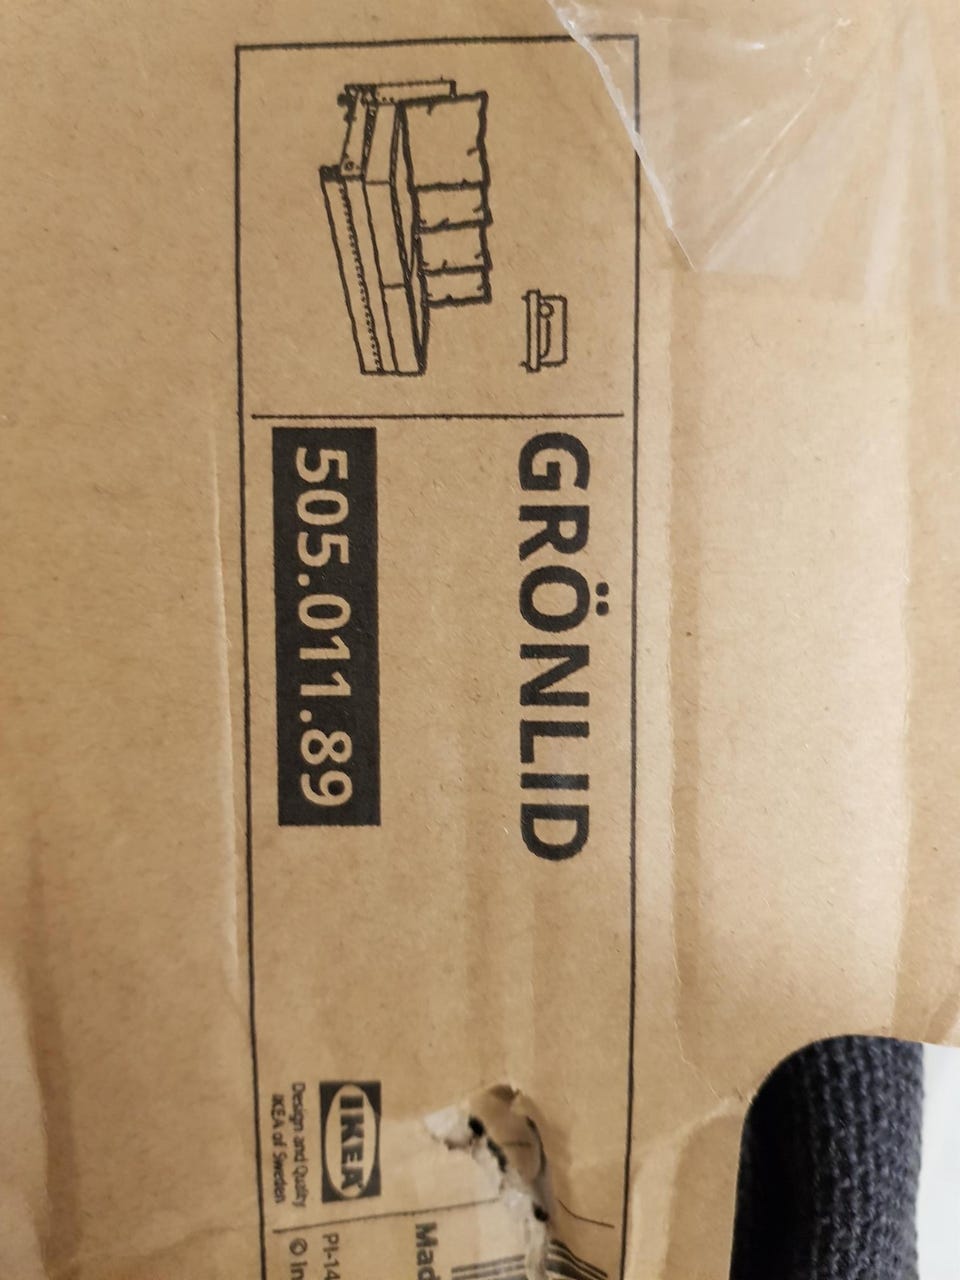 GRÖNLID
505.011.89
IKEA
Design and Quality
IKEA of Sweden